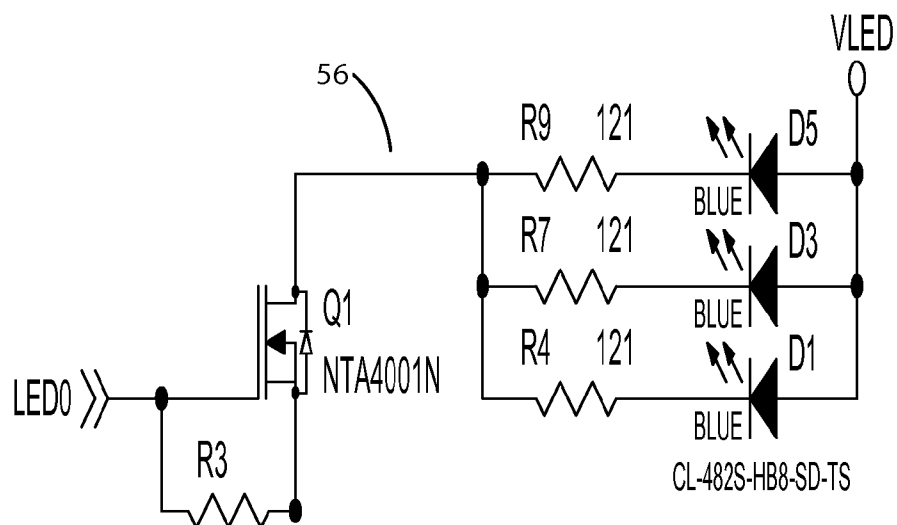 VLED
56
R9 121 D5
BLUE
R7 121 D3
BLUE
Q1
NTA4001N
R4 121 D1
BLUE
LED0
R3
CL-482S-HB8-SD-TS